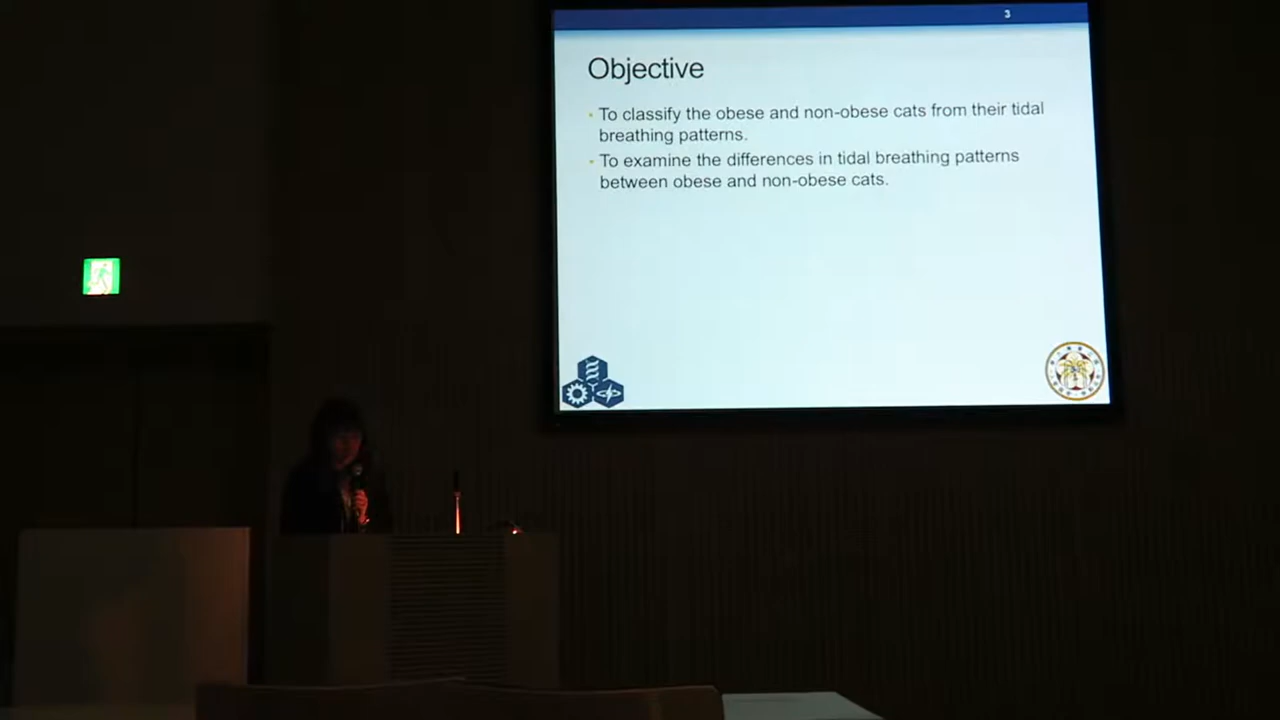 3
Objective
To classify the obese and non-obese cats from their tidal
breathing patterns.
To examine the differences in tidal breathing patterns
between obese and non-obese cats.